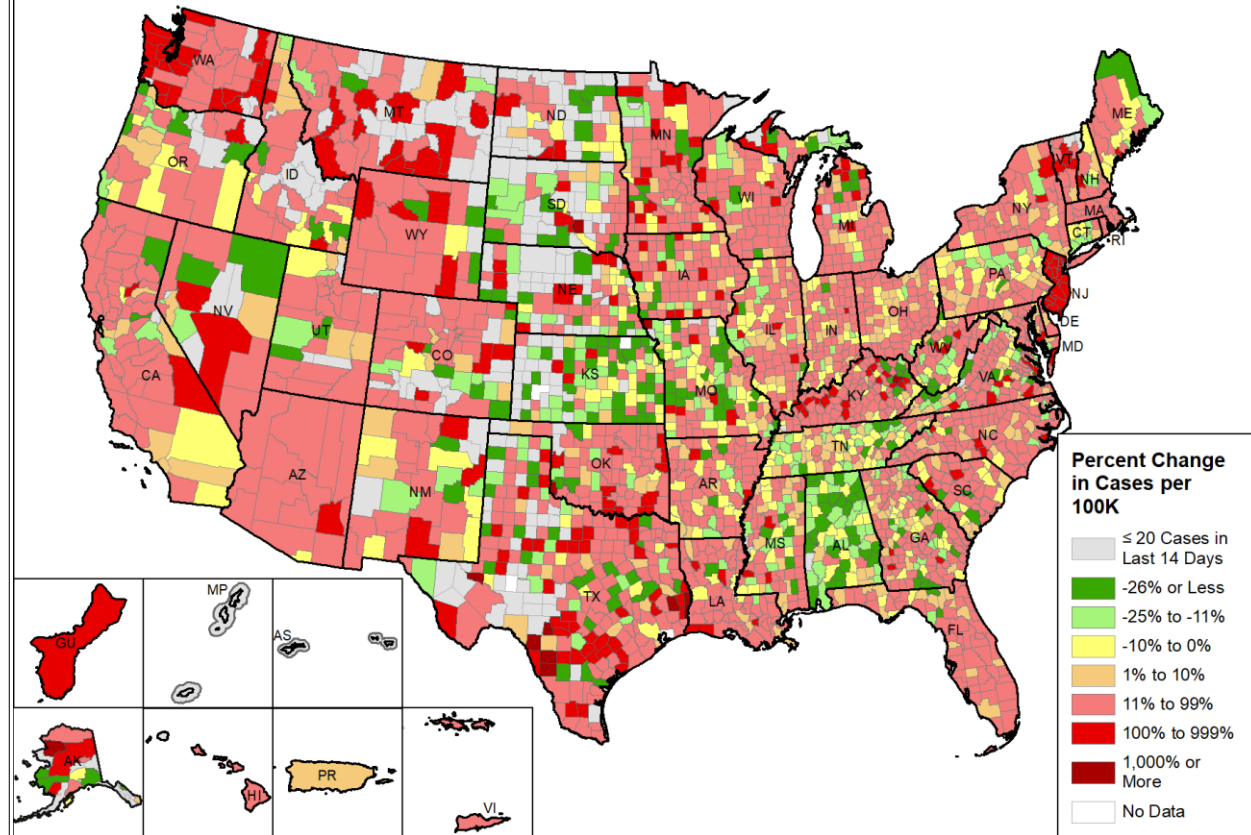 WA
MT
ND
MN
ME
VT
NH
OR
ID
SD
WI
NY
MA
WY
MI
CT
RI
IA
PA
NE
NJ
NV
UT
IL
IN
OH
DE
CO
WV
MD
CA
KS
MO
VA
KY
NC
TN
AZ
OK
NM
AR
SC
MS
AL
GA
TX
LA
FL
MP
GU
AS
AK
HI
PR
VI
Percent Change
in Cases per
100K
≤ 20 Cases in
Last 14 Days
-26% or Less
-25% to -11%
-10% to 0%
1% to 10%
11% to 99%
100% to 999%
1,000% or
More
No Data